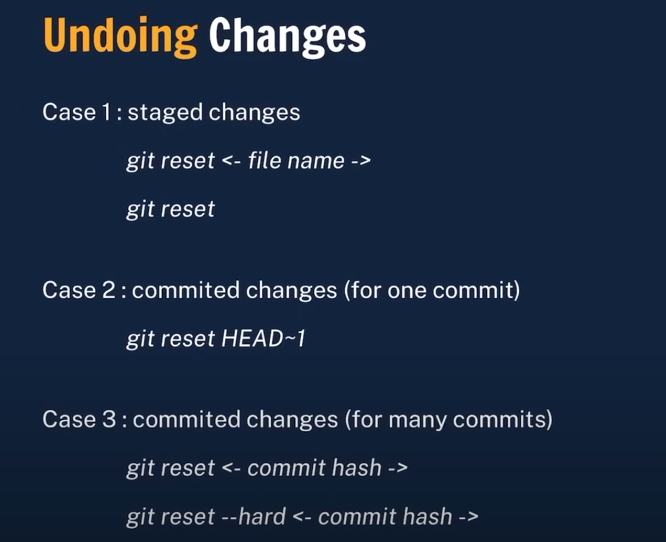 Undoing Changes
Case 1 : staged changes
git reset <- file name ->
git reset
Case 2 : commited changes (for one commit)
git reset HEAD~1
Case 3 : commited changes (for many commits)
git reset <- commit hash ->
git reset --hard <- commit hash ->